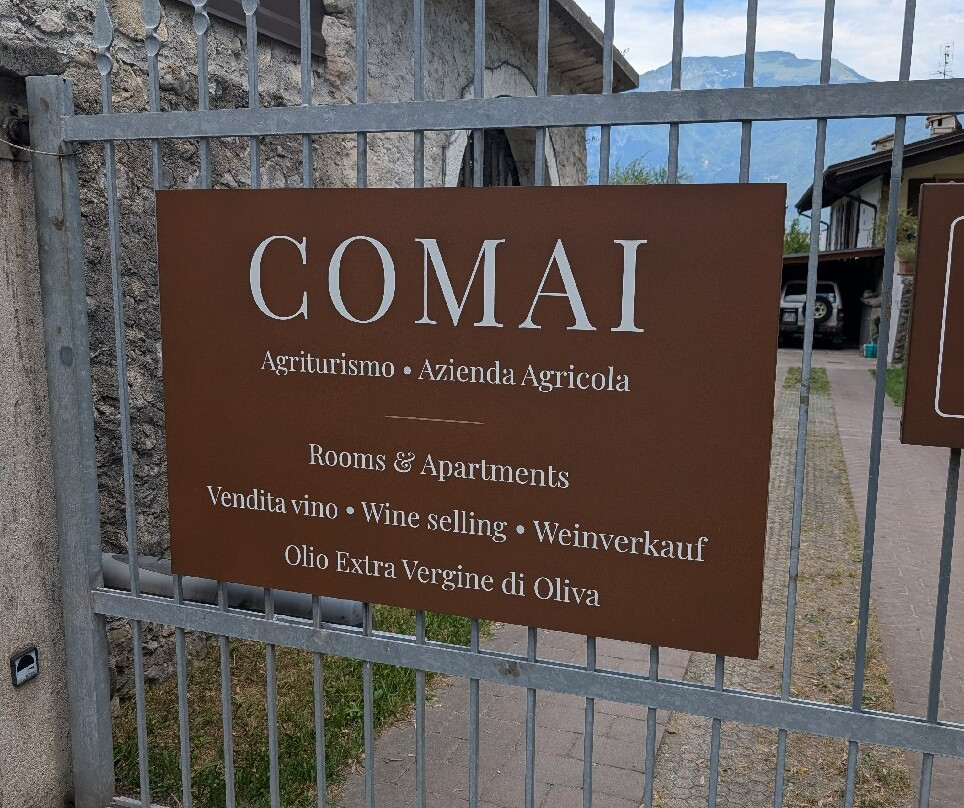 COMAI
Agriturismo • Azienda Agricola
Rooms & Apartments
Vendita vino • Wine selling • Weinverkauf
Olio Extra Vergine di Oliva